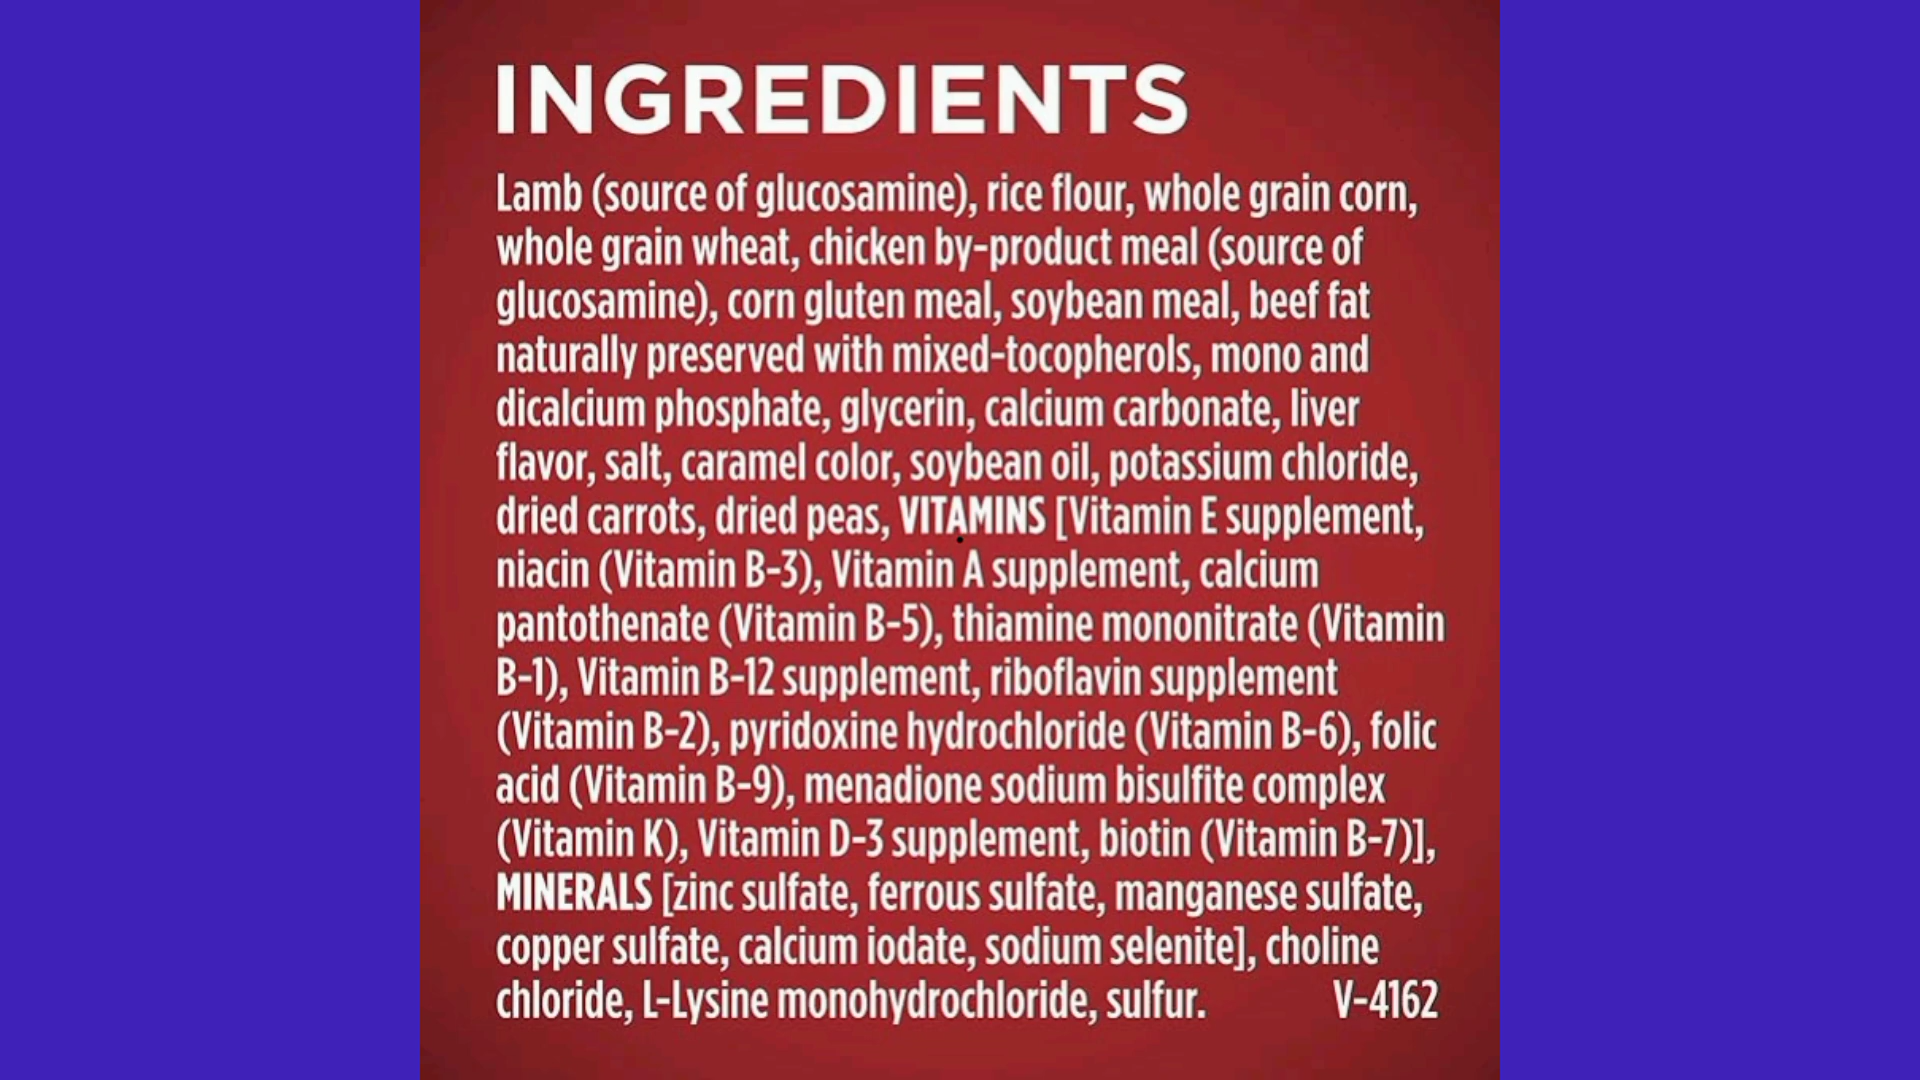 INGREDIENTS
Lamb (source of glucosamine), rice flour, whole grain corn,
whole grain wheat, chicken by-product meal (source of
glucosamine), corn gluten meal, soybean meal, beef fat
naturally preserved with mixed-tocopherols, mono and
dicalcium phosphate, glycerin, calcium carbonate, liver
flavor, salt, caramel color, soybean oil, potassium chloride,
dried carrots, dried peas, VITAMINS [Vitamin E supplement,
niacin (Vitamin B-3), Vitamin A supplement, calcium
pantothenate (Vitamin B-5), thiamine mononitrate (Vitamin
B-1), Vitamin B-12 supplement, riboflavin supplement
(Vitamin B-2), pyridoxine hydrochloride (Vitamin B-6), folic
acid (Vitamin B-9), menadione sodium bisulfite complex
(Vitamin K), Vitamin D-3 supplement, biotin (Vitamin B-7)],
MINERALS [zinc sulfate, ferrous sulfate, manganese sulfate,
copper sulfate, calcium iodate, sodium selenite], choline
chloride, L-Lysine monohydrochloride, sulfur. V-4162